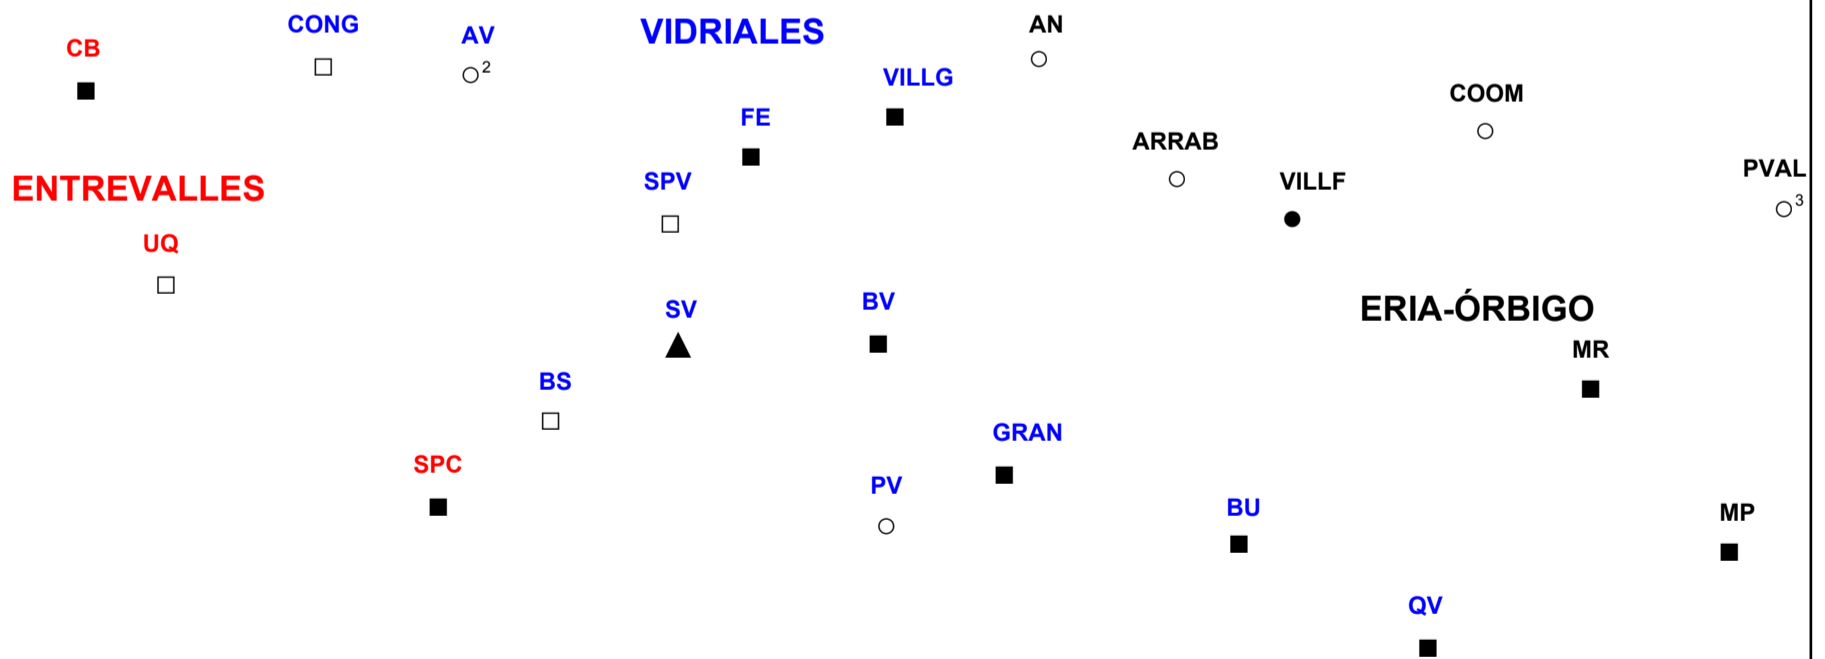 CONG
AV
VIDRIALES
AN
CB
2
VILLG
FE
COOM
ARRAB
PVAL
ENTREVALLES
SPV
VILLF
3
UQ
SV
BV
ERIA-ÓRBIGO
MR
BS
GRAN
SPC
PV
BU
MP
QV